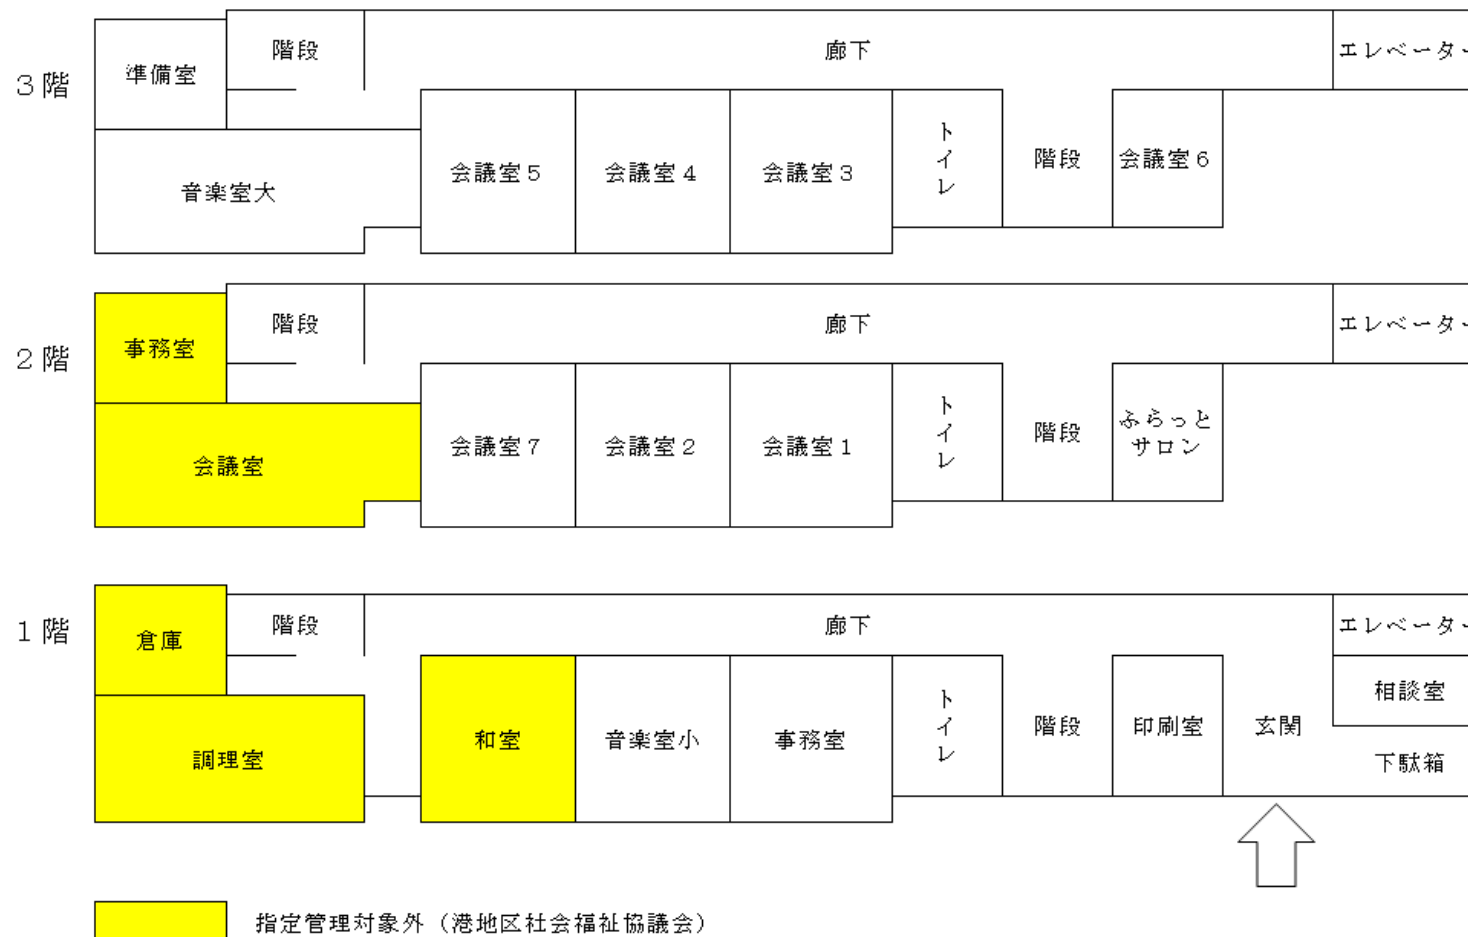 階段
廊下
エレベーター
3階
準備室
会議室5
会議室4
会議室3
トイレ
階段
会議室6
音楽室大
階段
廊下
エレベーター
2階
事務室
会議室
会議室7
会議室2
会議室1
トイレ
階段
ふらっと
サロン
1階
倉庫
階段
廊下
エレベーター
相談室
調理室
和室
音楽室小
事務室
トイレ
階段
印刷室
玄関
下駄箱
指定管理対象外（港地区社会福祉協議会）